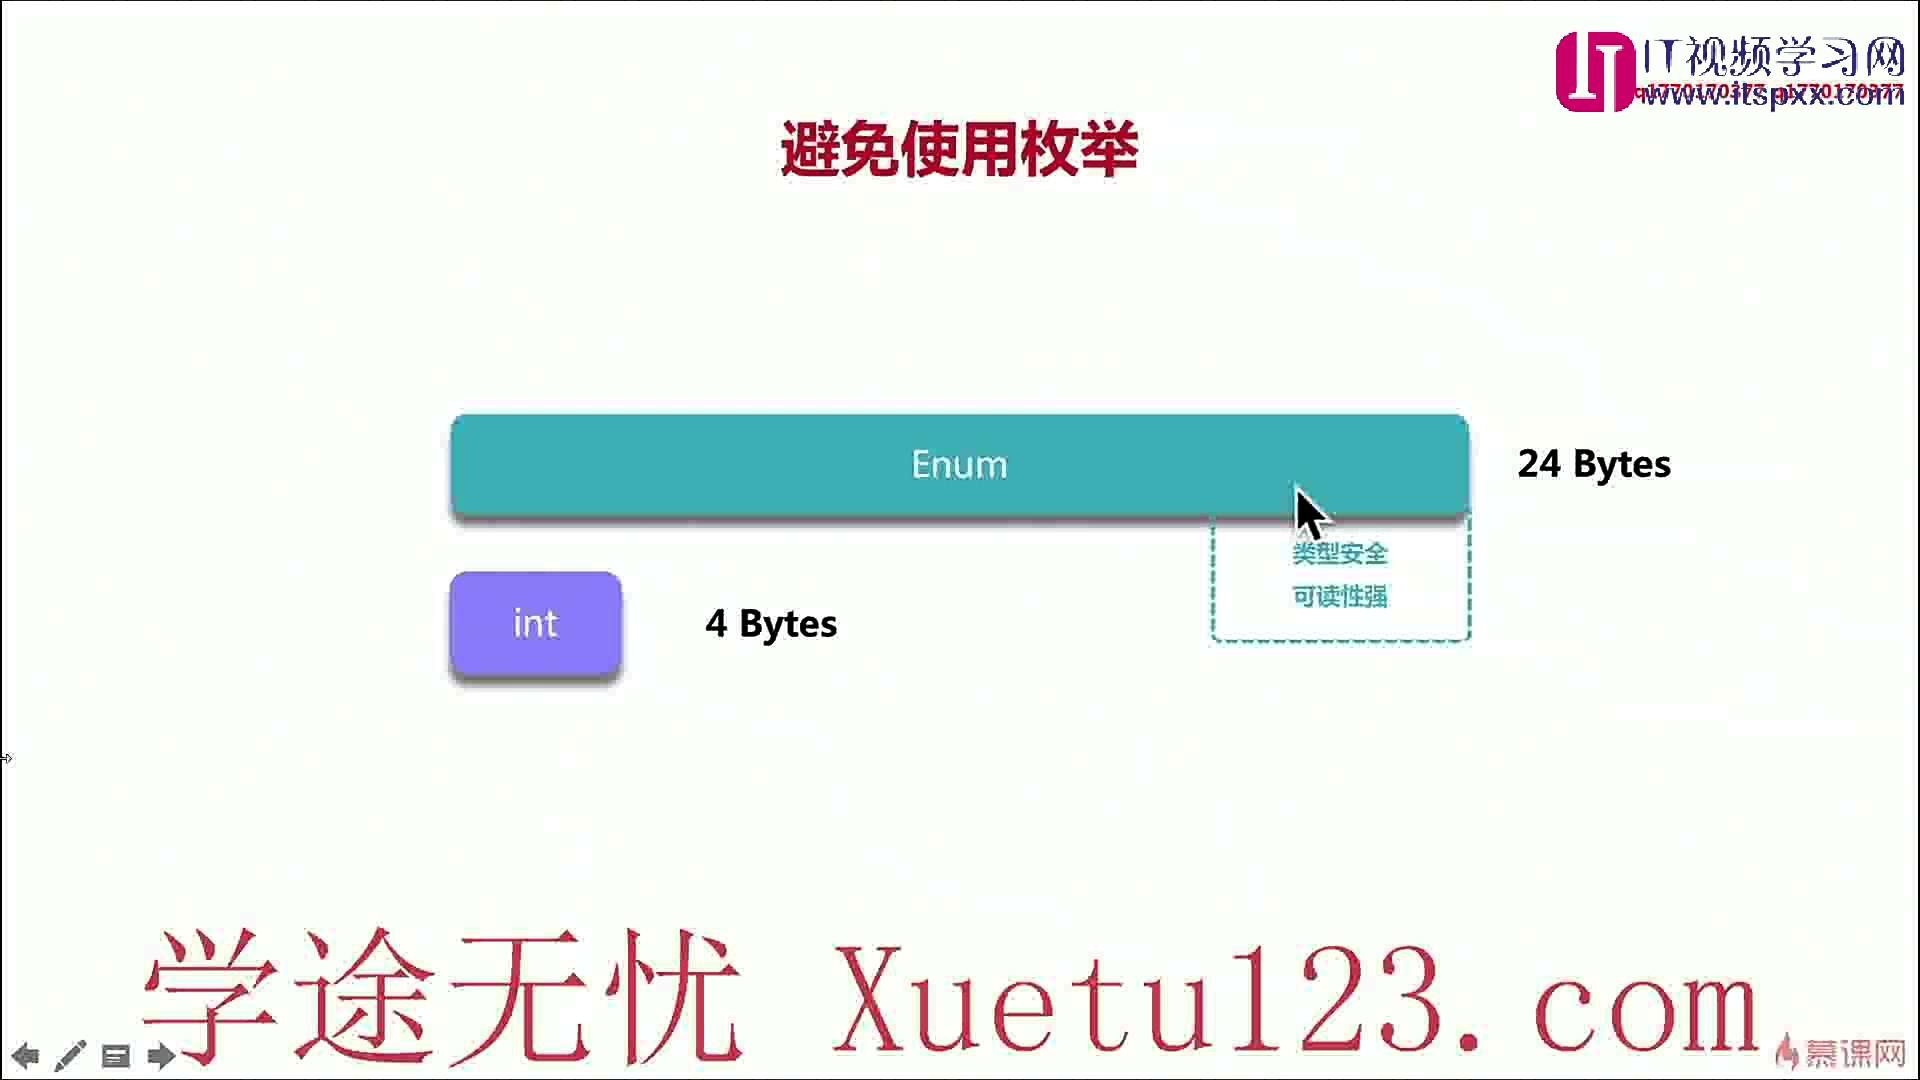 IT视频学习网
www.itspxx.com
避免使用枚举
Enum
24 Bytes
类型安全
可读性强
int
4 Bytes
学途无忧 Xuetu123.com
慕课网